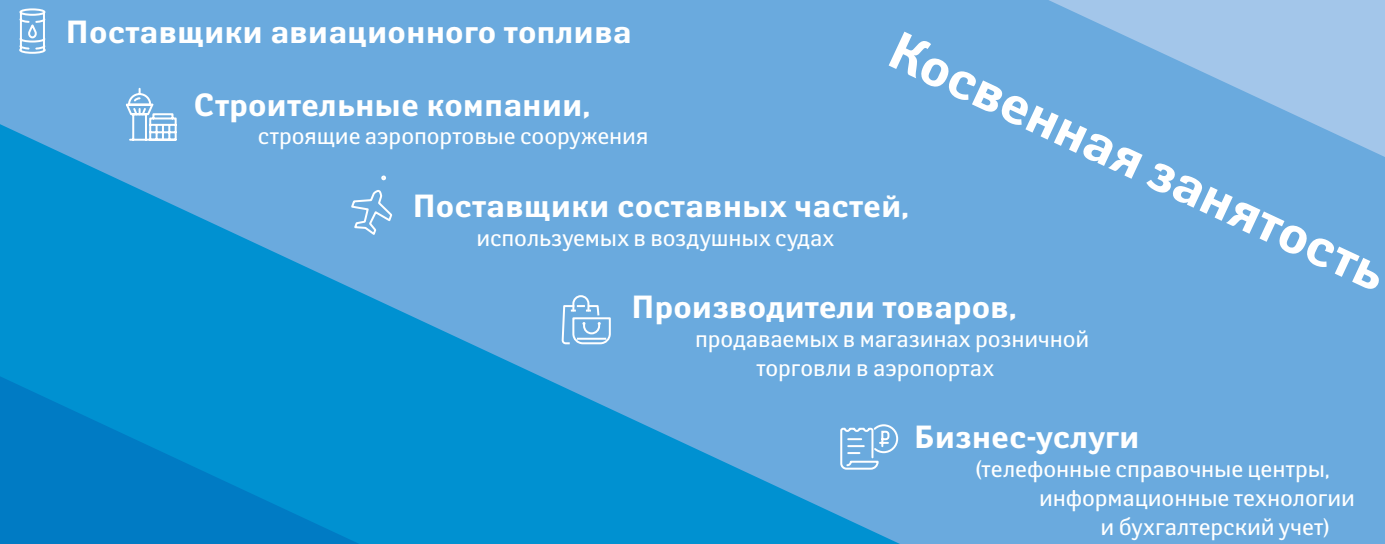 Поставщики авиационного топлива
Косвенная занятость
Строительные компании,
строящие аэропортовые сооружения
Поставщики составных частей,
используемых в воздушных судах
Производители товаров,
продаваемых в магазинах розничной
торговли в аэропортах
Бизнес-услуги
(телефонные справочные центры,
информационные технологии
и бухгалтерский учет)